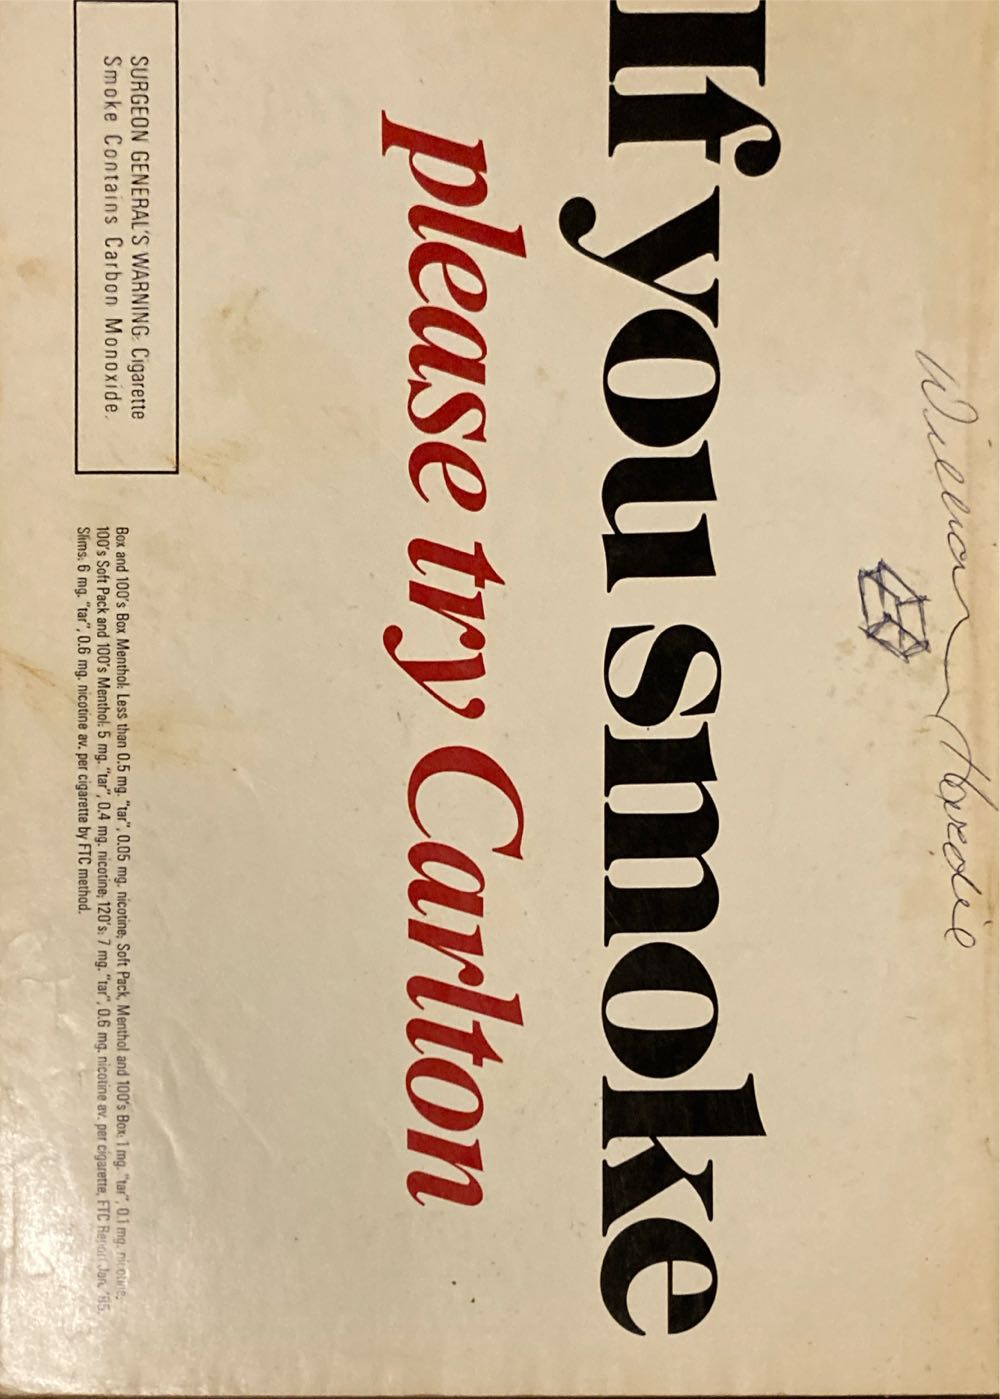 William Hardie
If you smoke
please try Carlton
SURGEON GENERAL'S WARNING: Cigarette
Smoke Contains Carbon Monoxide.
Box and 100's Box Menthol: Less than 0.5 mg. "tar", 0.05 mg. nicotine; Soft Pack, Menthol and 100's Box: 1 mg. "tar", 0.1 mg. nicotine;
100's Soft Pack and 100's Menthol: 5 mg. "tar", 0.4 mg. nicotine; 120's: 7 mg. "tar", 0.6 mg. nicotine av. per cigarette, FTC Report Jan. '85.
Slims: 6 mg. "tar", 0.6 mg. nicotine av. per cigarette by FTC method.